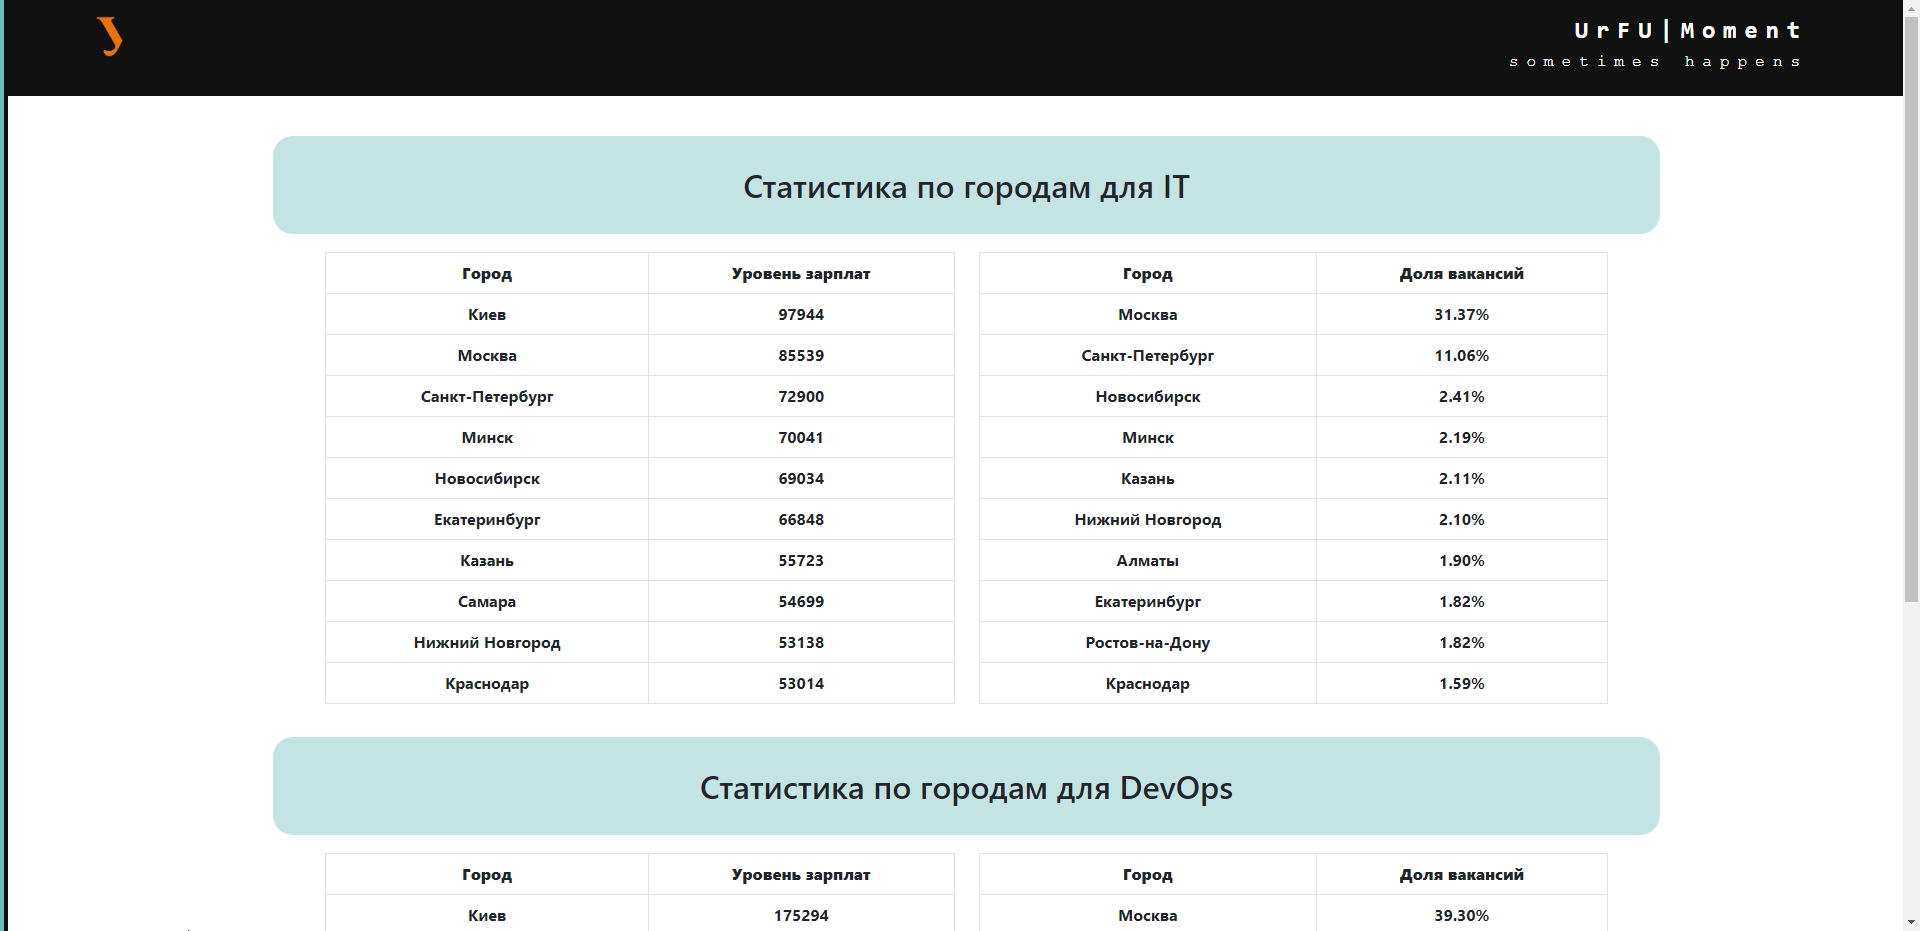 У
UrFU|Moment
sometimes happens
Статистика по городам для IT
Город Уровень зарплат
Киев 97944
Москва 85539
Санкт-Петербург 72900
Минск 70041
Новосибирск 69034
Екатеринбург 66848
Казань 55723
Самара 54699
Нижний Новгород 53138
Краснодар 53014
Город Доля вакансий
Москва 31.37%
Санкт-Петербург 11.06%
Новосибирск 2.41%
Минск 2.19%
Казань 2.11%
Нижний Новгород 2.10%
Алматы 1.90%
Екатеринбург 1.82%
Ростов-на-Дону 1.82%
Краснодар 1.59%
Статистика по городам для DevOps
Город Уровень зарплат
Киев 175294
Город Доля вакансий
Москва 39.30%